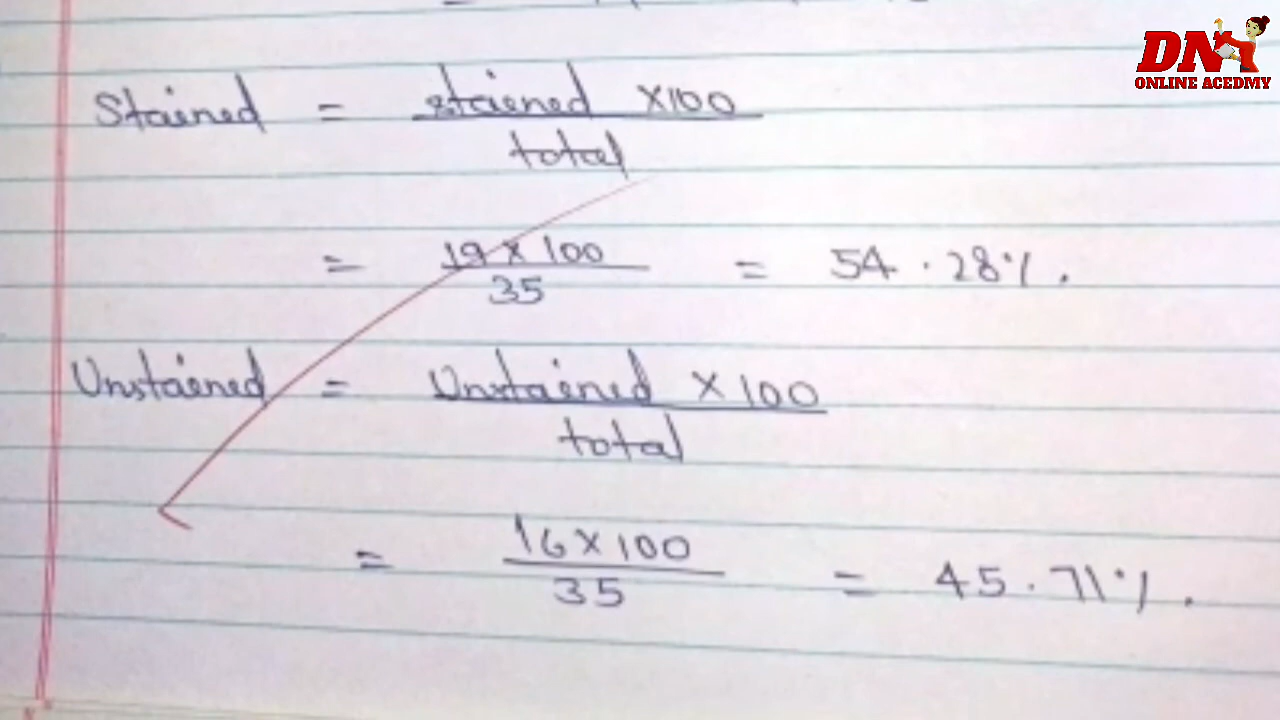 DNA
ONLINE ACEDMY
Stained = stained x100
total
= 19 x 100
35
= 54.28%.
Unstained = Unstained x 100
total
= 16 x 100
35
= 45.71%.